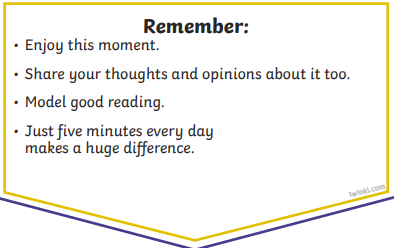 Remember:
• Enjoy this moment.
• Share your thoughts and opinions about it too.
• Model good reading.
• Just five minutes every day
makes a huge difference.
twinkl.com